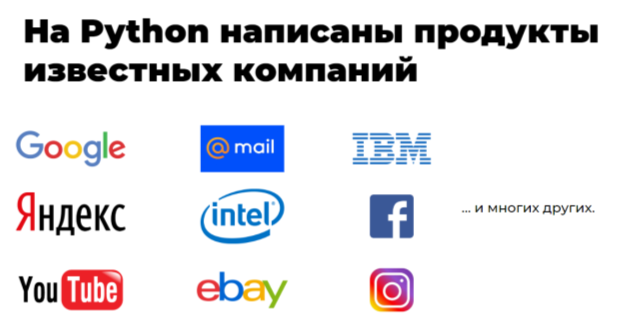 На Python написаны продукты
известных компаний
Google
@mail
IBM
Яндекс
intel
f
... и многих других.
YouTube
ebay